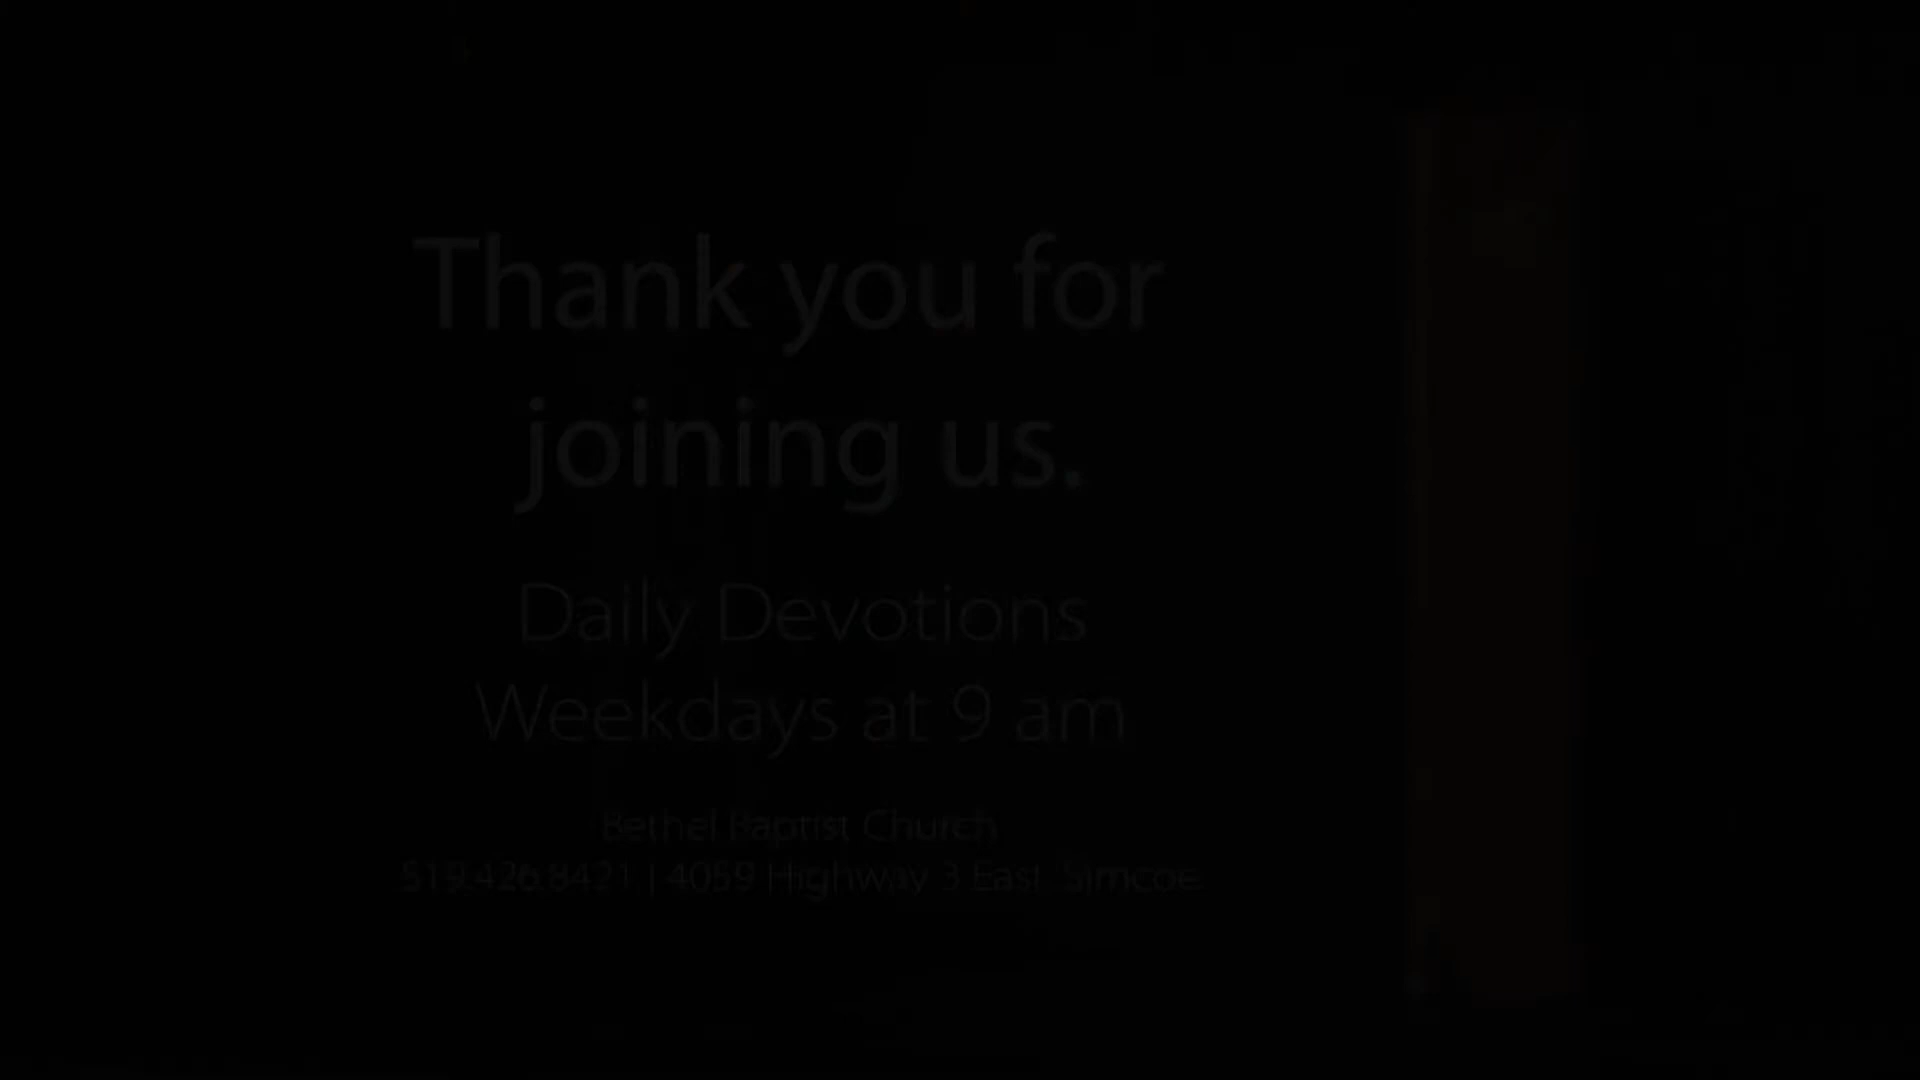 Thank you for
joining us.
Daily Devotions
Weekdays at 9 am
Bethel Baptist Church
519.426.8421 | 4059 Highway 3 East, Simcoe